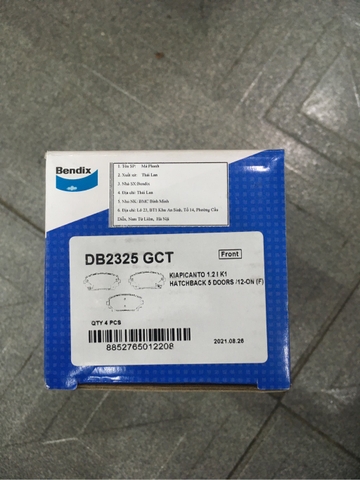 Bendix
1. Tên SP: Má Phanh
2. Xuất xứ: Thái Lan
3. Nhà SX Bendix
4. Địa chỉ: Thái Lan
5. Nhà NK: BMC Bình Minh
6. Địa chỉ: Lô 23, BT1 Khu An Sinh, Tổ 14, Phường Cầu
Diễn, Nam Từ Liêm, Hà Nội
DB2325 GCT
Front
KIAPICANTO 1.2 I K1
HATCHBACK 5 DOORS /12-ON (F)
QTY 4 PCS
8852765012208
2021.08.26